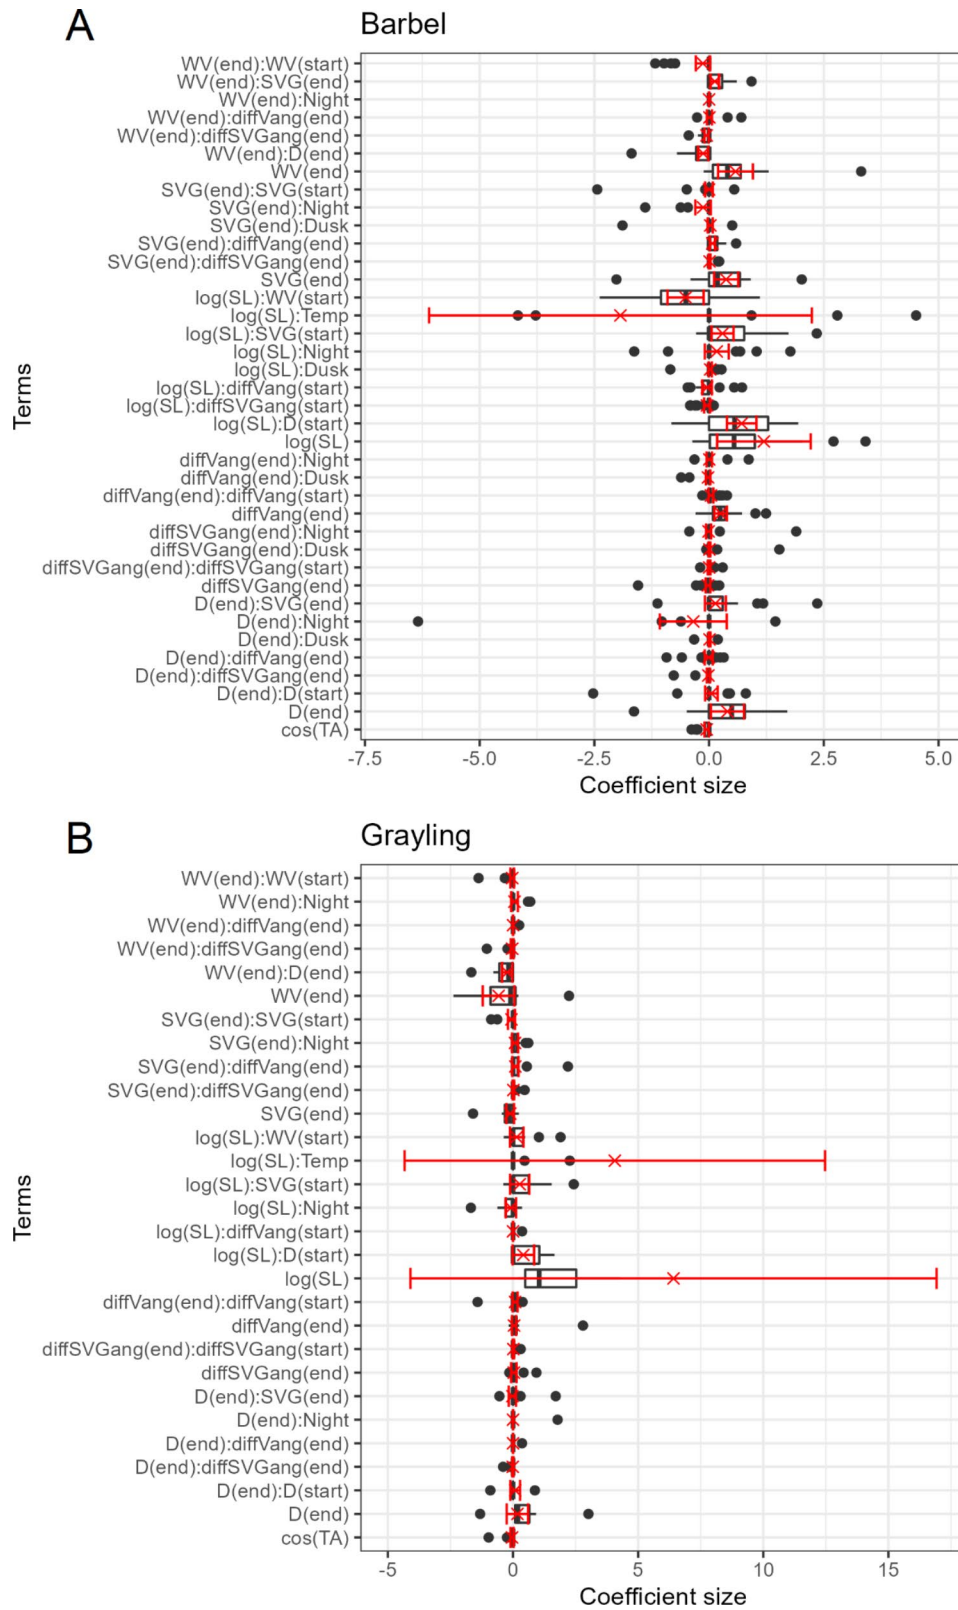 A
Barbel
WV(end):WV(start)
WV(end):SVG(end)
WV(end):Night
WV(end):diffVang(end)
WV(end):diffSVGang(end)
WV(end):D(end)
WV(end)
SVG(end):SVG(start)
SVG(end):Night
SVG(end):Dusk
SVG(end):diffVang(end)
SVG(end):diffSVGang(end)
SVG(end)
log(SL):WV(start)
log(SL):Temp
log(SL):SVG(start)
log(SL):Night
log(SL):Dusk
log(SL):diffVang(start)
log(SL):diffSVGang(start)
log(SL):D(start)
log(SL)
diffVang(end):Night
diffVang(end):Dusk
diffVang(end):diffVang(start)
diffVang(end)
diffSVGang(end):Night
diffSVGang(end):Dusk
diffSVGang(end):diffSVGang(start)
diffSVGang(end)
D(end):SVG(end)
D(end):Night
D(end):Dusk
D(end):diffVang(end)
D(end):diffSVGang(end)
D(end):D(start)
D(end)
cos(TA)
Terms
-7.5 -5.0 -2.5 0.0 2.5 5.0
Coefficient size
B
Grayling
WV(end):WV(start)
WV(end):Night
WV(end):diffVang(end)
WV(end):diffSVGang(end)
WV(end):D(end)
WV(end)
SVG(end):SVG(start)
SVG(end):Night
SVG(end):diffVang(end)
SVG(end):diffSVGang(end)
SVG(end)
log(SL):WV(start)
log(SL):Temp
log(SL):SVG(start)
log(SL):Night
log(SL):diffVang(start)
log(SL):D(start)
log(SL)
diffVang(end):diffVang(start)
diffVang(end)
diffSVGang(end):diffSVGang(start)
diffSVGang(end)
D(end):SVG(end)
D(end):Night
D(end):diffVang(end)
D(end):diffSVGang(end)
D(end):D(start)
D(end)
cos(TA)
Terms
-5 0 5 10 15
Coefficient size